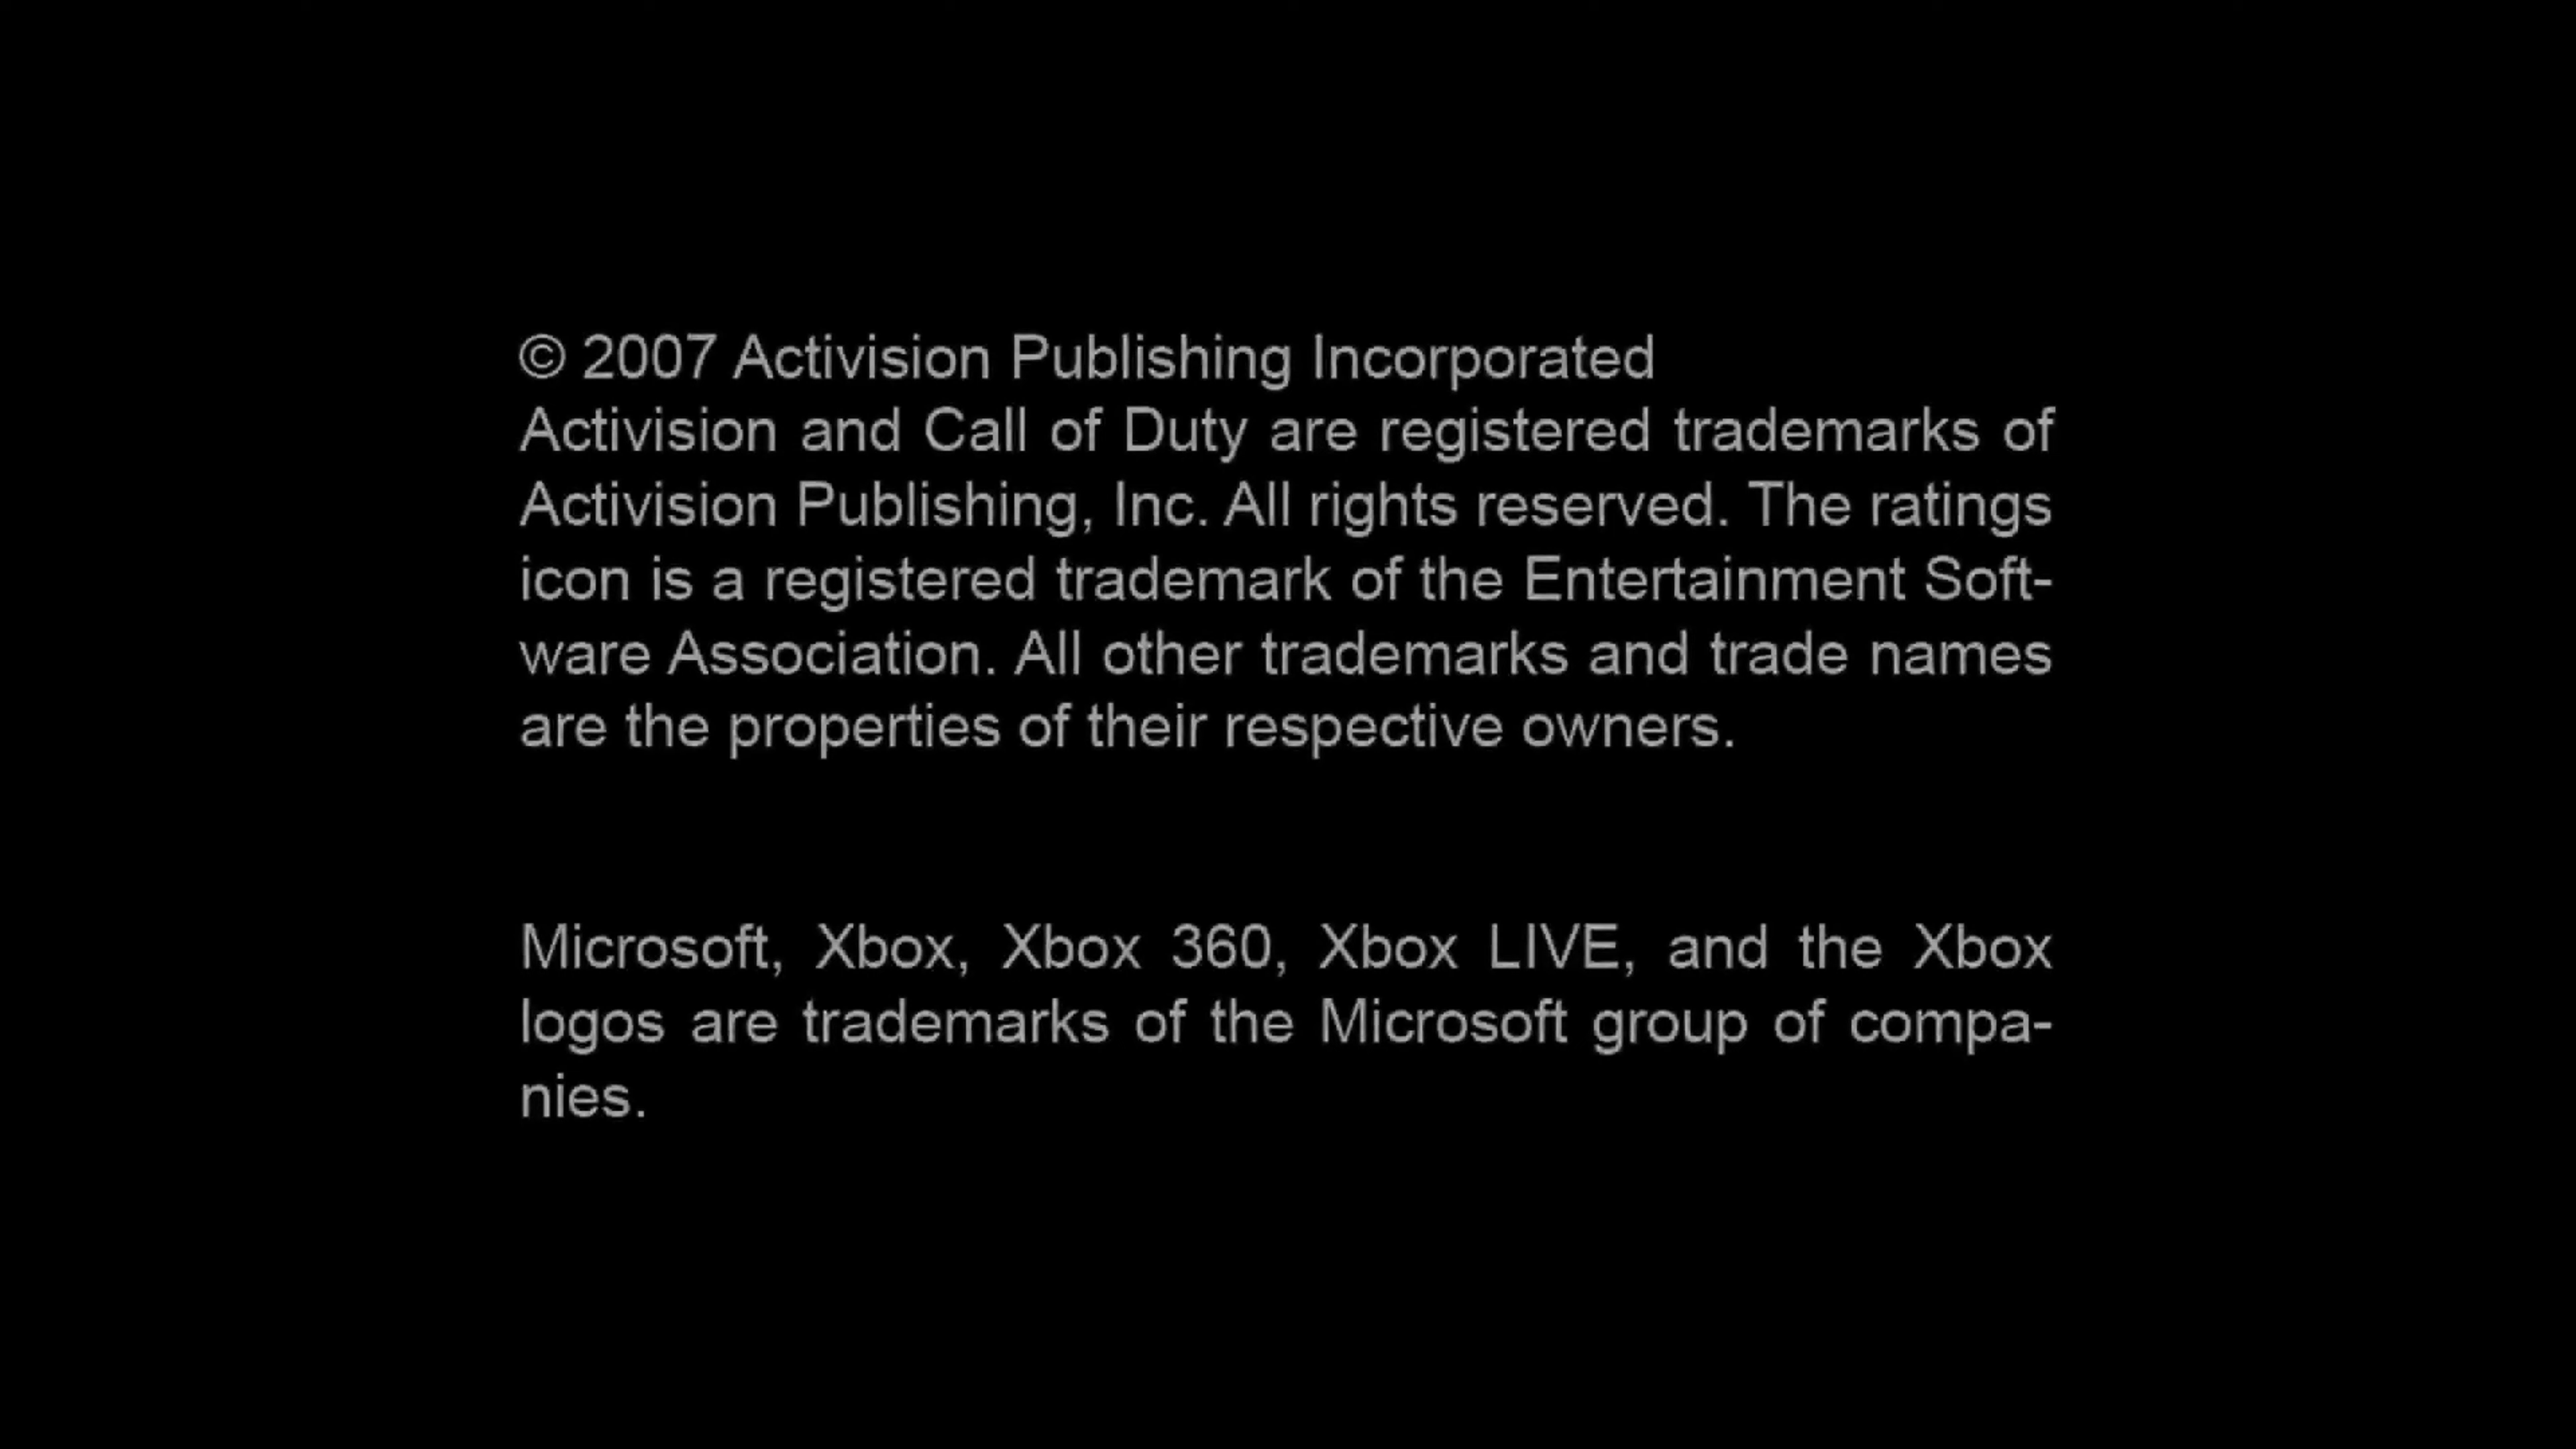 © 2007 Activision Publishing Incorporated
Activision and Call of Duty are registered trademarks of
Activision Publishing, Inc. All rights reserved. The ratings
icon is a registered trademark of the Entertainment Soft-
ware Association. All other trademarks and trade names
are the properties of their respective owners.
Microsoft, Xbox, Xbox 360, Xbox LIVE, and the Xbox
logos are trademarks of the Microsoft group of compa-
nies.